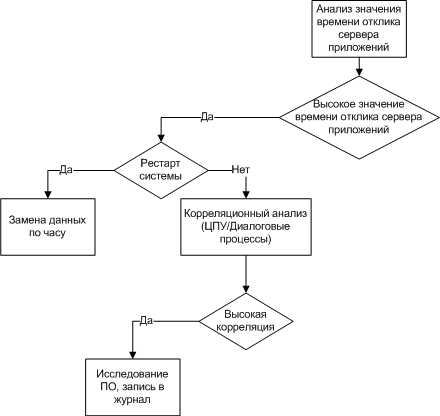 Анализ значения
времени отклика
сервера
приложений
Высокое значение
времени отклика сервера
приложений
Да
Рестарт
системы
Да
Нет
Замена данных
по часу
Корреляционный анализ
(ЦПУ/Диалоговые
процессы)
Высокая
корреляция
Да
Исследование
ПО, запись в
журнал